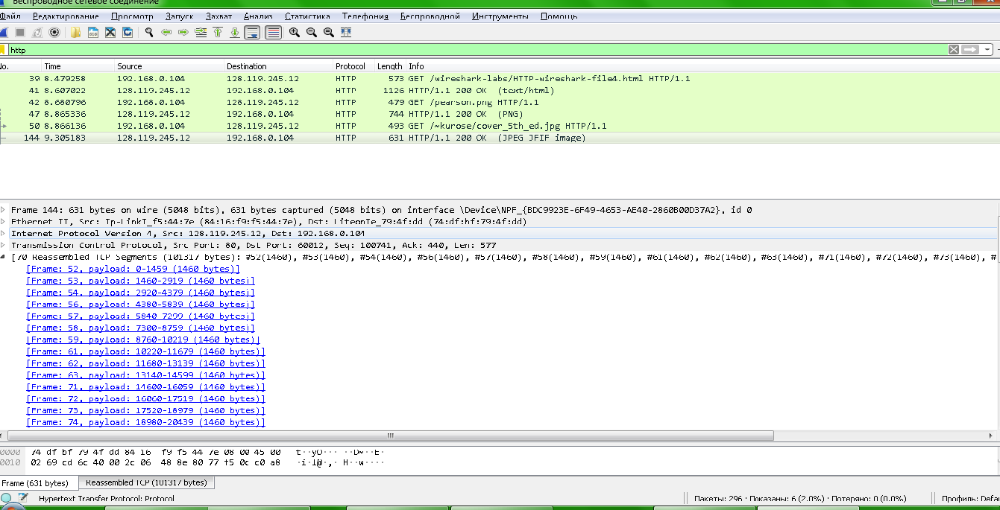 Беспроводное сетевое соединение
Файл Редактирование Просмотр Запуск Захват Анализ Статистика Телефония Беспроводной Инструменты Помощь
http
No. Time Source Destination Protocol Length Info
39 8.479258 192.168.0.104 128.119.245.12 HTTP 573 GET /wireshark-labs/HTTP-wireshark-file4.html HTTP/1.1
41 8.607022 128.119.245.12 192.168.0.104 HTTP 1126 HTTP/1.1 200 OK (text/html)
42 8.680796 192.168.0.104 128.119.245.12 HTTP 479 GET /pearson.png HTTP/1.1
47 8.865336 128.119.245.12 192.168.0.104 HTTP 744 HTTP/1.1 200 OK (PNG)
50 8.866136 192.168.0.104 128.119.245.12 HTTP 493 GET /~kurose/cover_5th_ed.jpg HTTP/1.1
144 9.305183 128.119.245.12 192.168.0.104 HTTP 631 HTTP/1.1 200 OK (JPEG JFIF image)
Frame 144: 631 bytes on wire (5048 bits), 631 bytes captured (5048 bits) on interface \Device\NPF_{BDC9923E-6F49-4653-AE40-2860B00D37A2}, id 0
Ethernet II, Src: Tp-LinkT_f5:44:7e (84:16:f9:f5:44:7e), Dst: LiteonTe_79:4f:dd (74:df:bf:79:4f:dd)
Internet Protocol Version 4, Src: 128.119.245.12, Dst: 192.168.0.104
Transmission Control Protocol, Src Port: 80, Dst Port: 60012, Seq: 100741, Ack: 440, Len: 577
[70 Reassembled TCP Segments (101317 bytes): #52(1460), #53(1460), #54(1460), #56(1460), #57(1460), #58(1460), #59(1460), #61(1460), #62(1460), #63(1460), #71(1460), #72(1460), #73(1460), #
[Frame: 52, payload: 0-1459 (1460 bytes)]
[Frame: 53, payload: 1460-2919 (1460 bytes)]
[Frame: 54, payload: 2920-4379 (1460 bytes)]
[Frame: 56, payload: 4380-5839 (1460 bytes)]
[Frame: 57, payload: 5840-7299 (1460 bytes)]
[Frame: 58, payload: 7300-8759 (1460 bytes)]
[Frame: 59, payload: 8760-10219 (1460 bytes)]
[Frame: 61, payload: 10220-11679 (1460 bytes)]
[Frame: 62, payload: 11680-13139 (1460 bytes)]
[Frame: 63, payload: 13140-14599 (1460 bytes)]
[Frame: 71, payload: 14600-16059 (1460 bytes)]
[Frame: 72, payload: 16060-17519 (1460 bytes)]
[Frame: 73, payload: 17520-18979 (1460 bytes)]
[Frame: 74, payload: 18980-20439 (1460 bytes)]
0000 74 df bf 79 4f dd 84 16 f9 f5 44 7e 08 00 45 00 t··yO··· ··D~··E·
0010 02 69 cd 6c 40 00 2c 06 48 8e 80 77 f5 0c c0 a8 ·i·l@·,· H··w····
Frame (631 bytes) Reassembled TCP (101317 bytes)
Hypertext Transfer Protocol: Protocol Пакеты: 296 · Показаны: 6 (2.0%) · Потеряно: 0 (0.0%) Профиль: Defau